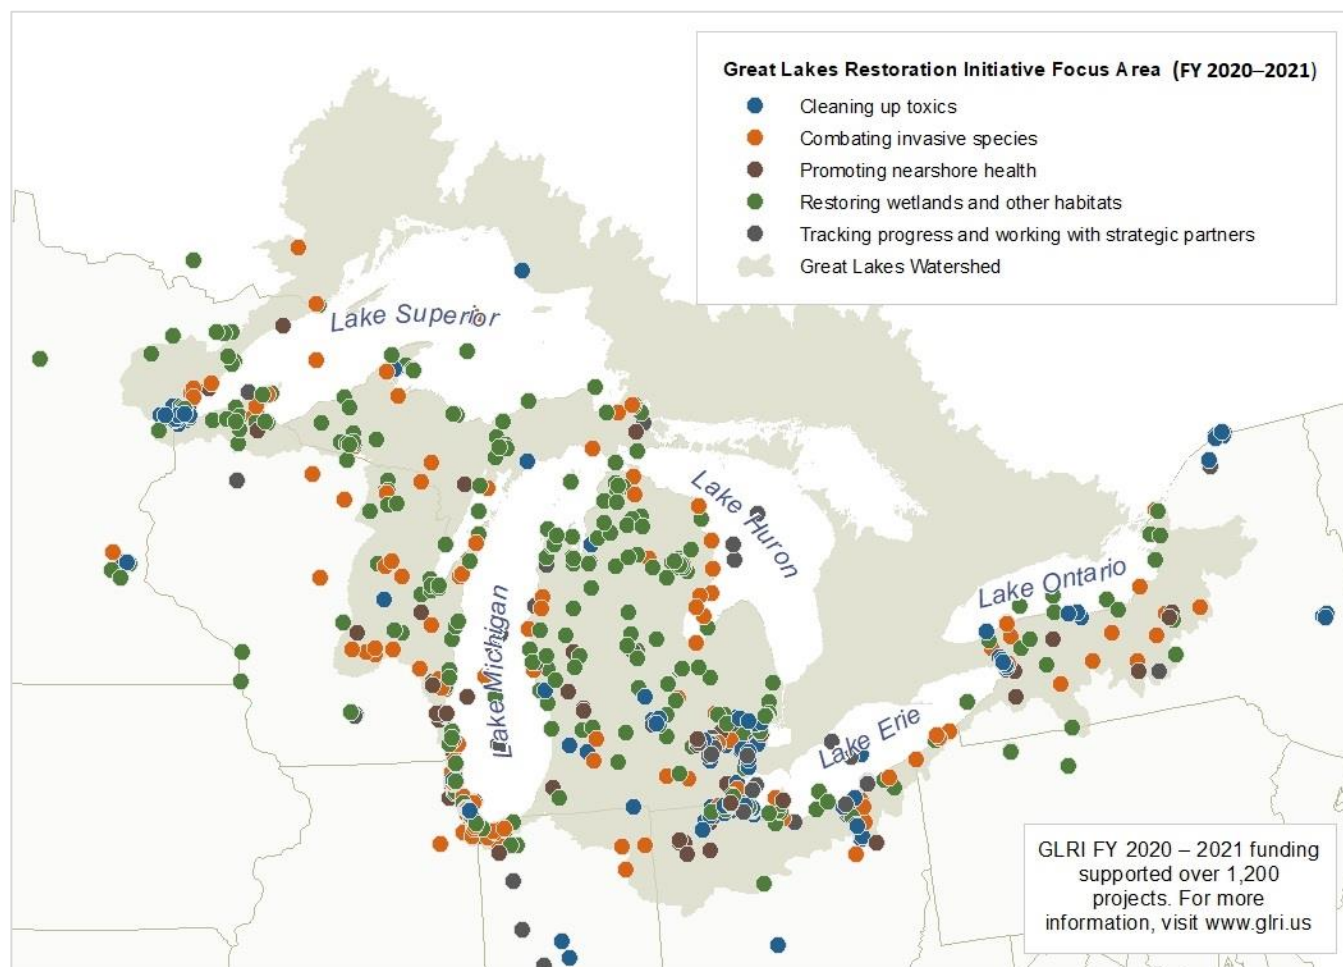 Great Lakes Restoration Initiative Focus Area (FY 2020–2021)
Cleaning up toxics
Combating invasive species
Promoting nearshore health
Restoring wetlands and other habitats
Tracking progress and working with strategic partners
Great Lakes Watershed
Lake Superior
Lake Huron
Lake Ontario
Lake Michigan
Lake Erie
GLRI FY 2020 – 2021 funding
supported over 1,200
projects. For more
information, visit www.glri.us